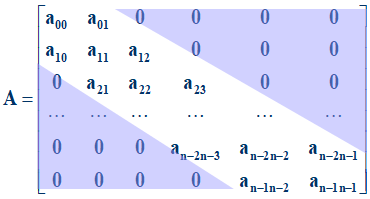 a₀₀ a₀₁ 0 0 0 0
a₁₀ a₁₁ a₁₂ 0 0 0
0 a₂₁ a₂₂ a₂₃ 0 0
A =
... ... ... ... ... ...
0 0 0 aₙ₋₂ₙ₋₃ aₙ₋₂ₙ₋₂ aₙ₋₂ₙ₋₁
0 0 0 0 aₙ₋₁ₙ₋₂ aₙ₋₁ₙ₋₁